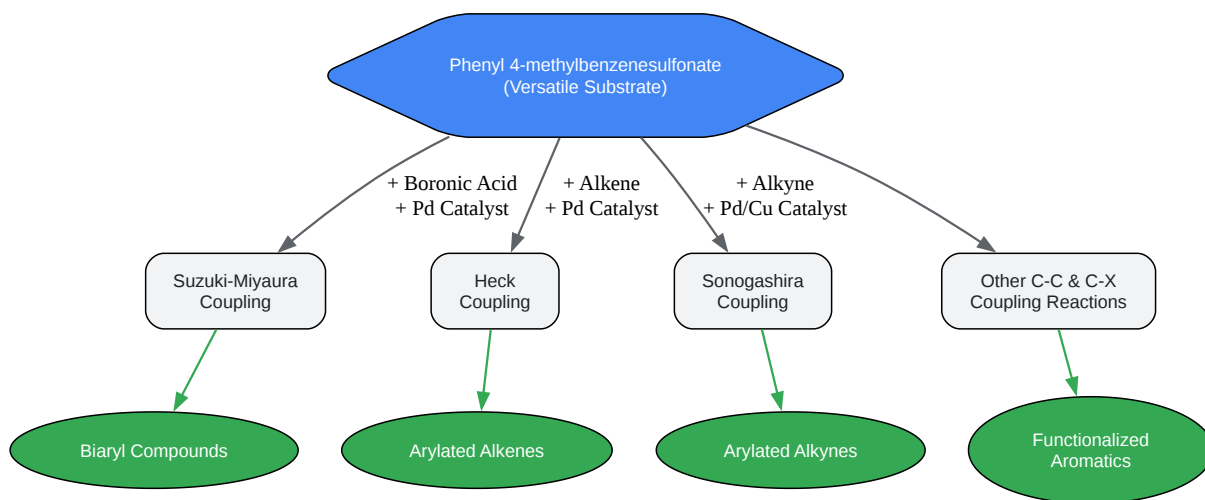 Phenyl 4-methylbenzenesulfonate
(Versatile Substrate)
+ Boronic Acid
+ Pd Catalyst
+ Alkene
+ Pd Catalyst
+ Alkyne
+ Pd/Cu Catalyst
Suzuki-Miyaura
Coupling
Heck
Coupling
Sonogashira
Coupling
Other C-C & C-X
Coupling Reactions
Biaryl Compounds
Arylated Alkenes
Arylated Alkynes
Functionalized
Aromatics